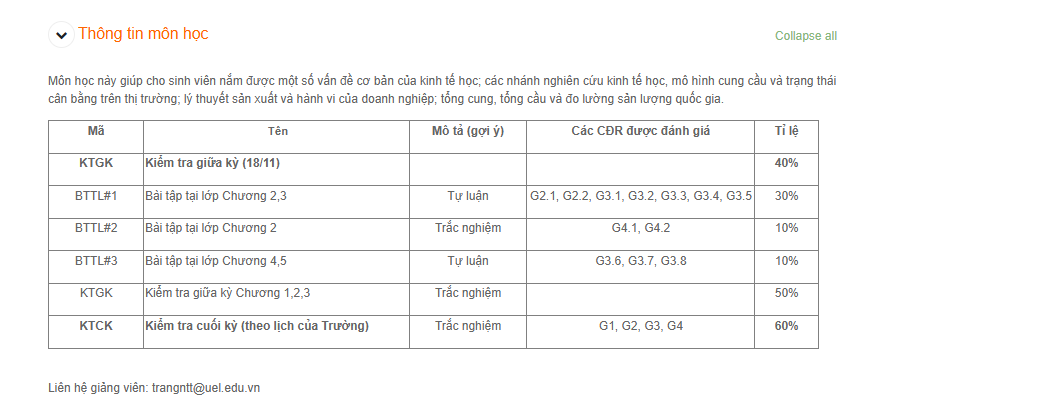 Thông tin môn học
Collapse all
Môn học này giúp cho sinh viên nắm được một số vấn đề cơ bản của kinh tế học; các nhánh nghiên cứu kinh tế học, mô hình cung cầu và trạng thái
cân bằng trên thị trường; lý thuyết sản xuất và hành vi của doanh nghiệp; tổng cung, tổng cầu và đo lường sản lượng quốc gia.
Mã Tên Mô tả (gợi ý) Các CĐR được đánh giá Tỉ lệ
KTGK Kiểm tra giữa kỳ (18/11) 40%
BTTL#1 Bài tập tại lớp Chương 2,3 Tự luận G2.1, G2.2, G3.1, G3.2, G3.3, G3.4, G3.5 30%
BTTL#2 Bài tập tại lớp Chương 2 Trắc nghiệm G4.1, G4.2 10%
BTTL#3 Bài tập tại lớp Chương 4,5 Tự luận G3.6, G3.7, G3.8 10%
KTGK Kiểm tra giữa kỳ Chương 1,2,3 Trắc nghiệm 50%
KTCK Kiểm tra cuối kỳ (theo lịch của Trường) Trắc nghiệm G1, G2, G3, G4 60%
Liên hệ giảng viên: trangntt@uel.edu.vn